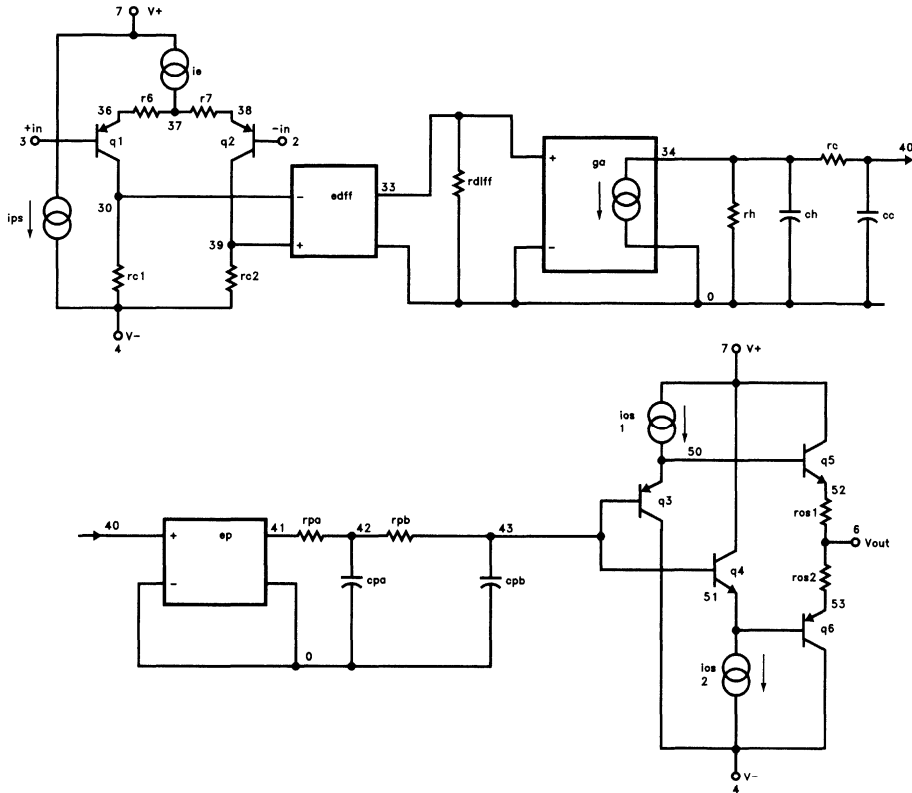 7 V+
ie
r6 r7
36 37 38
+in -in
3 q1 q2 2
33 34 40
ga
rc
+ +
edff
rdiff
30 -
ips
39 +
-
rh ch cc
rc1 rc2
0
V-
4
7 V+
ios
1
50
q5
q3
52
ros1
40 41 rpa 42 rpb 43
ep
6
Vout
+
q4
ros2
-
cpa cpb
51
53
q6
0
ios
2
V-
4